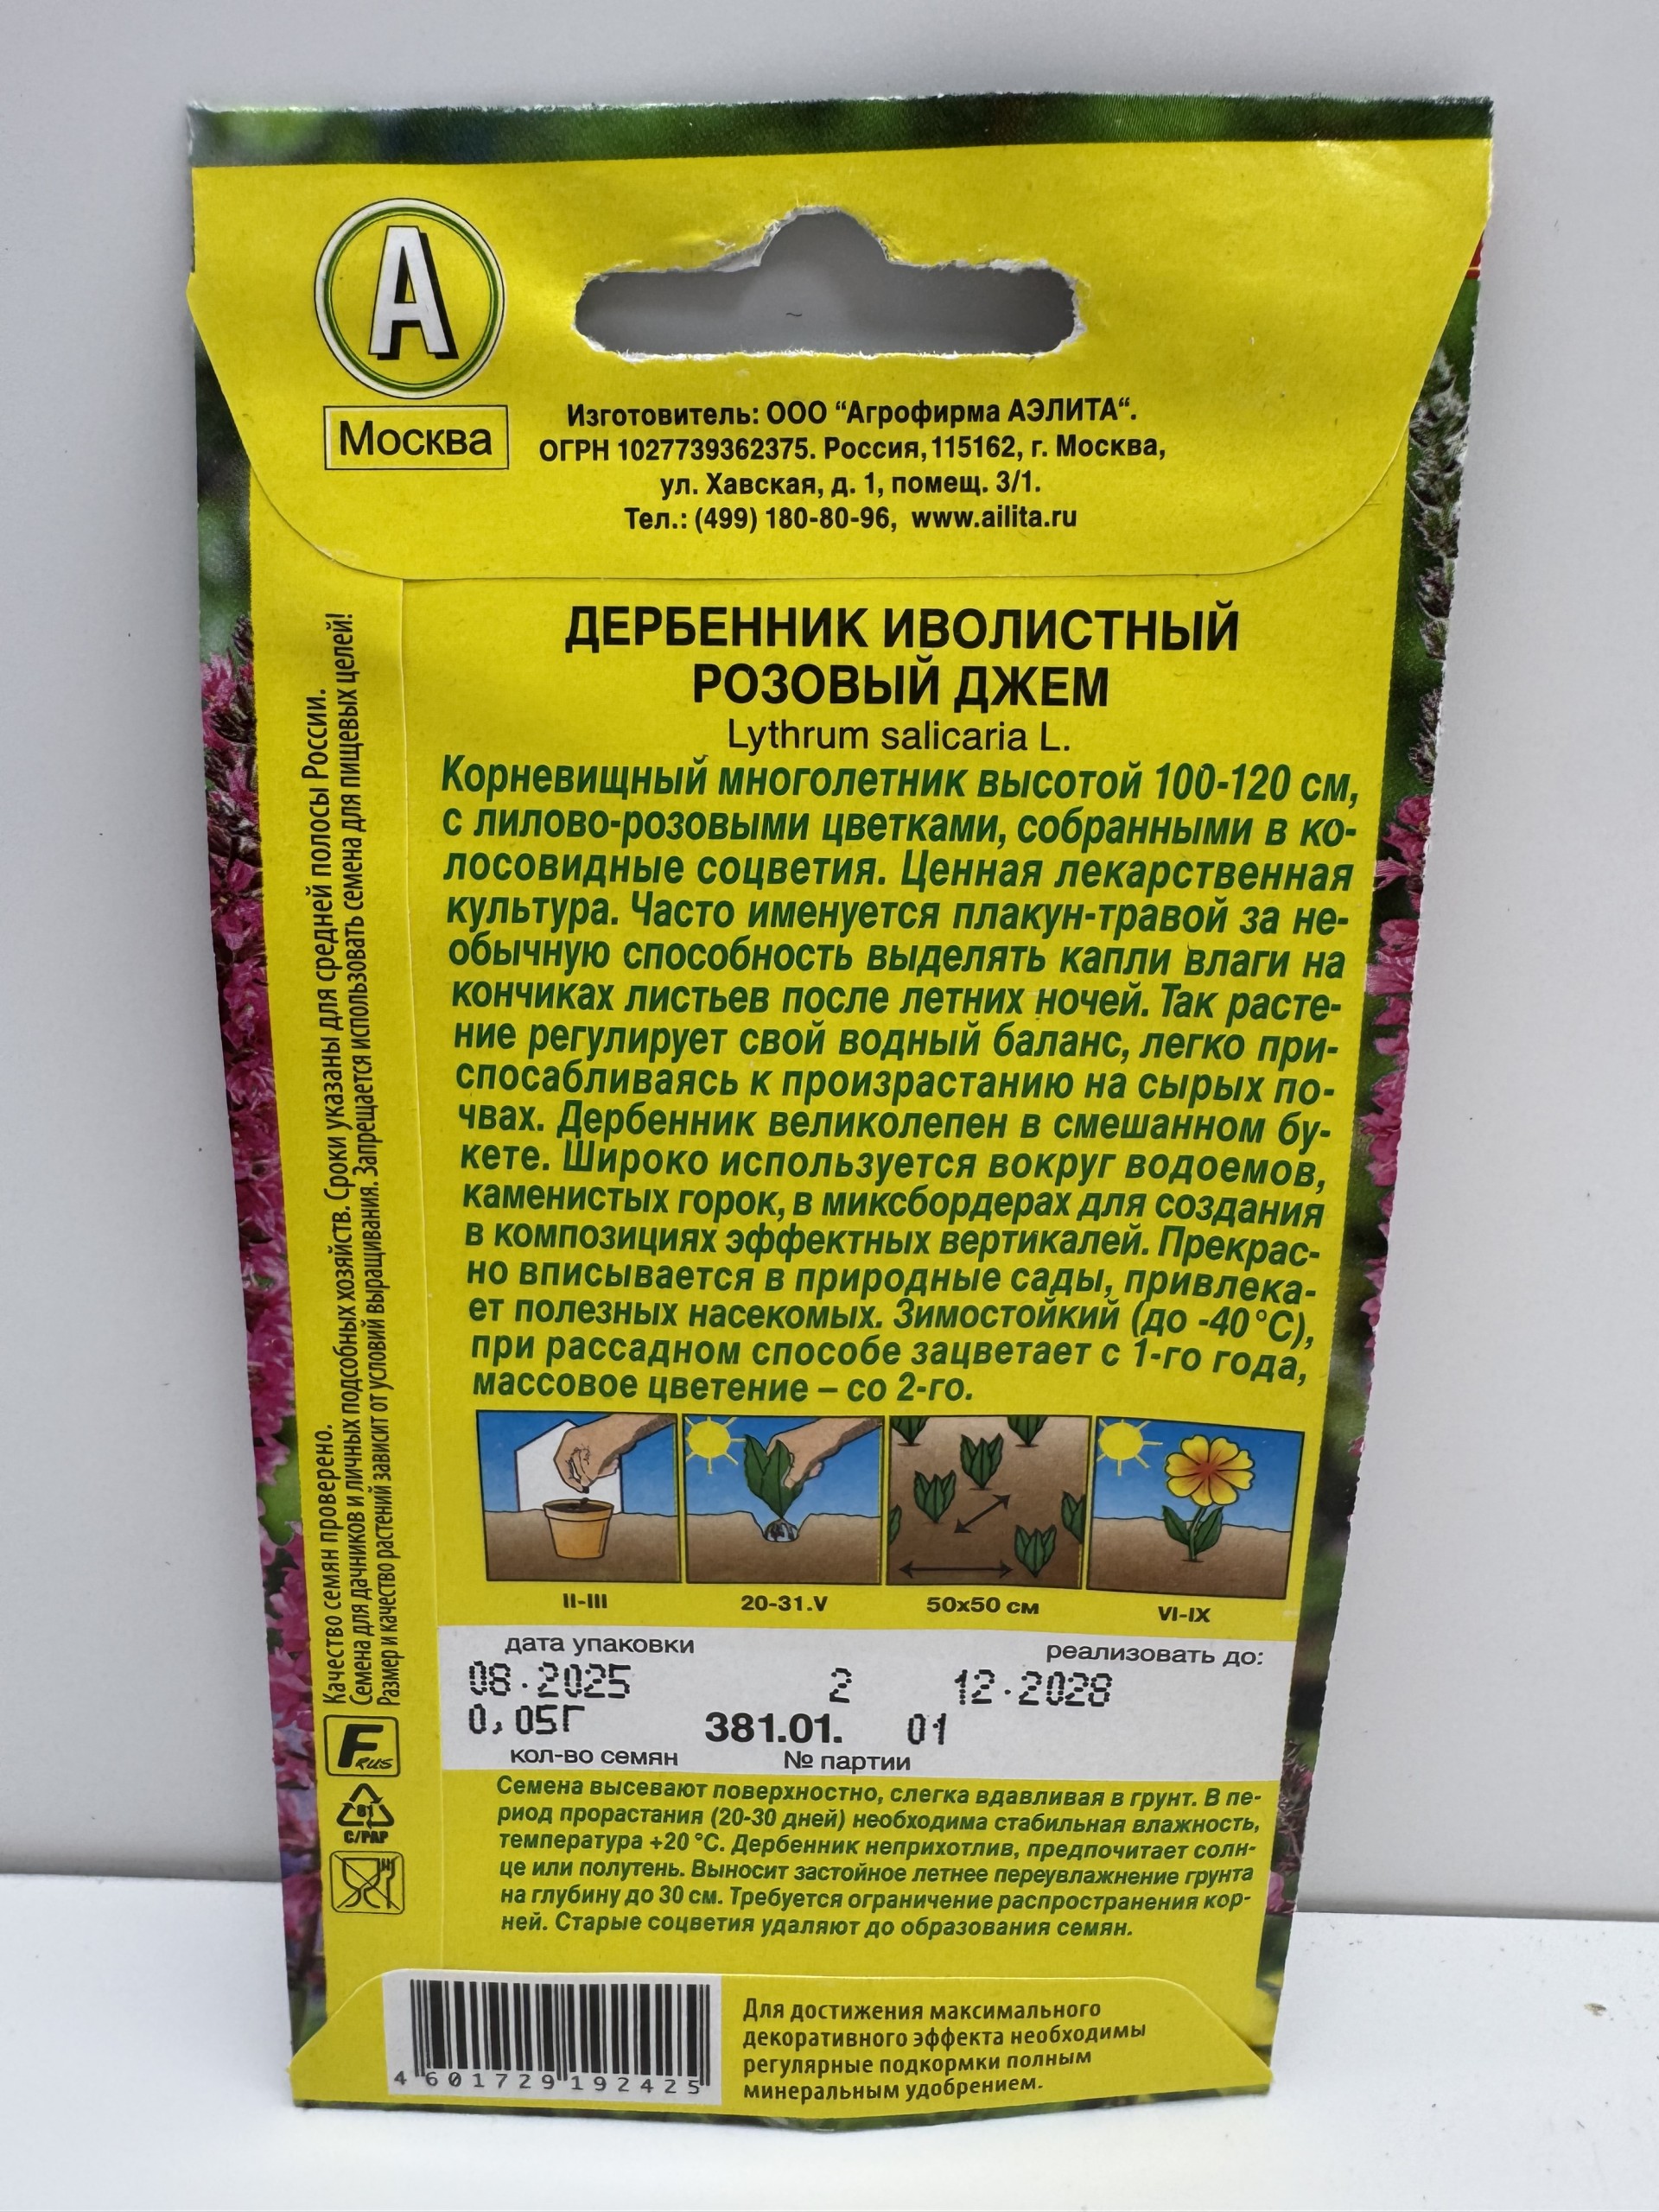 А
Москва
Изготовитель: ООО “Агрофирма АЭЛИТА“.
ОГРН 1027739362375. Россия, 115162, г. Москва,
ул. Хавская, д. 1, помещ. 3/1.
Тел.: (499) 180-80-96, www.ailita.ru
ДЕРБЕННИК ИВОЛИСТНЫЙ
РОЗОВЫЙ ДЖЕМ
Lythrum salicaria L.
Корневищный многолетник высотой 100-120 см,
с лилово-розовыми цветками, собранными в ко-
лосовидные соцветия. Ценная лекарственная
культура. Часто именуется плакун-травой за не-
обычную способность выделять капли влаги на
кончиках листьев после летних ночей. Так расте-
ние регулирует свой водный баланс, легко при-
спосабливаясь к произрастанию на сырых по-
чвах. Дербенник великолепен в смешанном бу-
кете. Широко используется вокруг водоемов,
каменистых горок, в миксбордерах для создания
в композициях эффектных вертикалей. Прекрас-
но вписывается в природные сады, привлека-
ет полезных насекомых. Зимостойкий (до -40°С),
при рассадном способе зацветает с 1-го года,
массовое цветение – со 2-го.
II-III 20-31.V 50х50 см VI-IX
дата упаковки реализовать до:
08.2025 2 12.2028
0,05Г 381.01. 01
кол-во семян № партии
Семена высевают поверхностно, слегка вдавливая в грунт. В пе-
риод прорастания (20-30 дней) необходима стабильная влажность,
температура +20 °С. Дербенник неприхотлив, предпочитает солн-
це или полутень. Выносит застойное летнее переувлажнение грунта
на глубину до 30 см. Требуется ограничение распространения кор-
ней. Старые соцветия удаляют до образования семян.
Качество семян проверено.
Семена для дачников и личных подсобных хозяйств. Сроки указаны для средней полосы России.
Размер и качество растений зависит от условий выращивания. Запрещается использовать семена для пищевых целей!
F RUS
81
C/PAP
4 601729 192425
Для достижения максимального
декоративного эффекта необходимы
регулярные подкормки полным
минеральным удобрением.